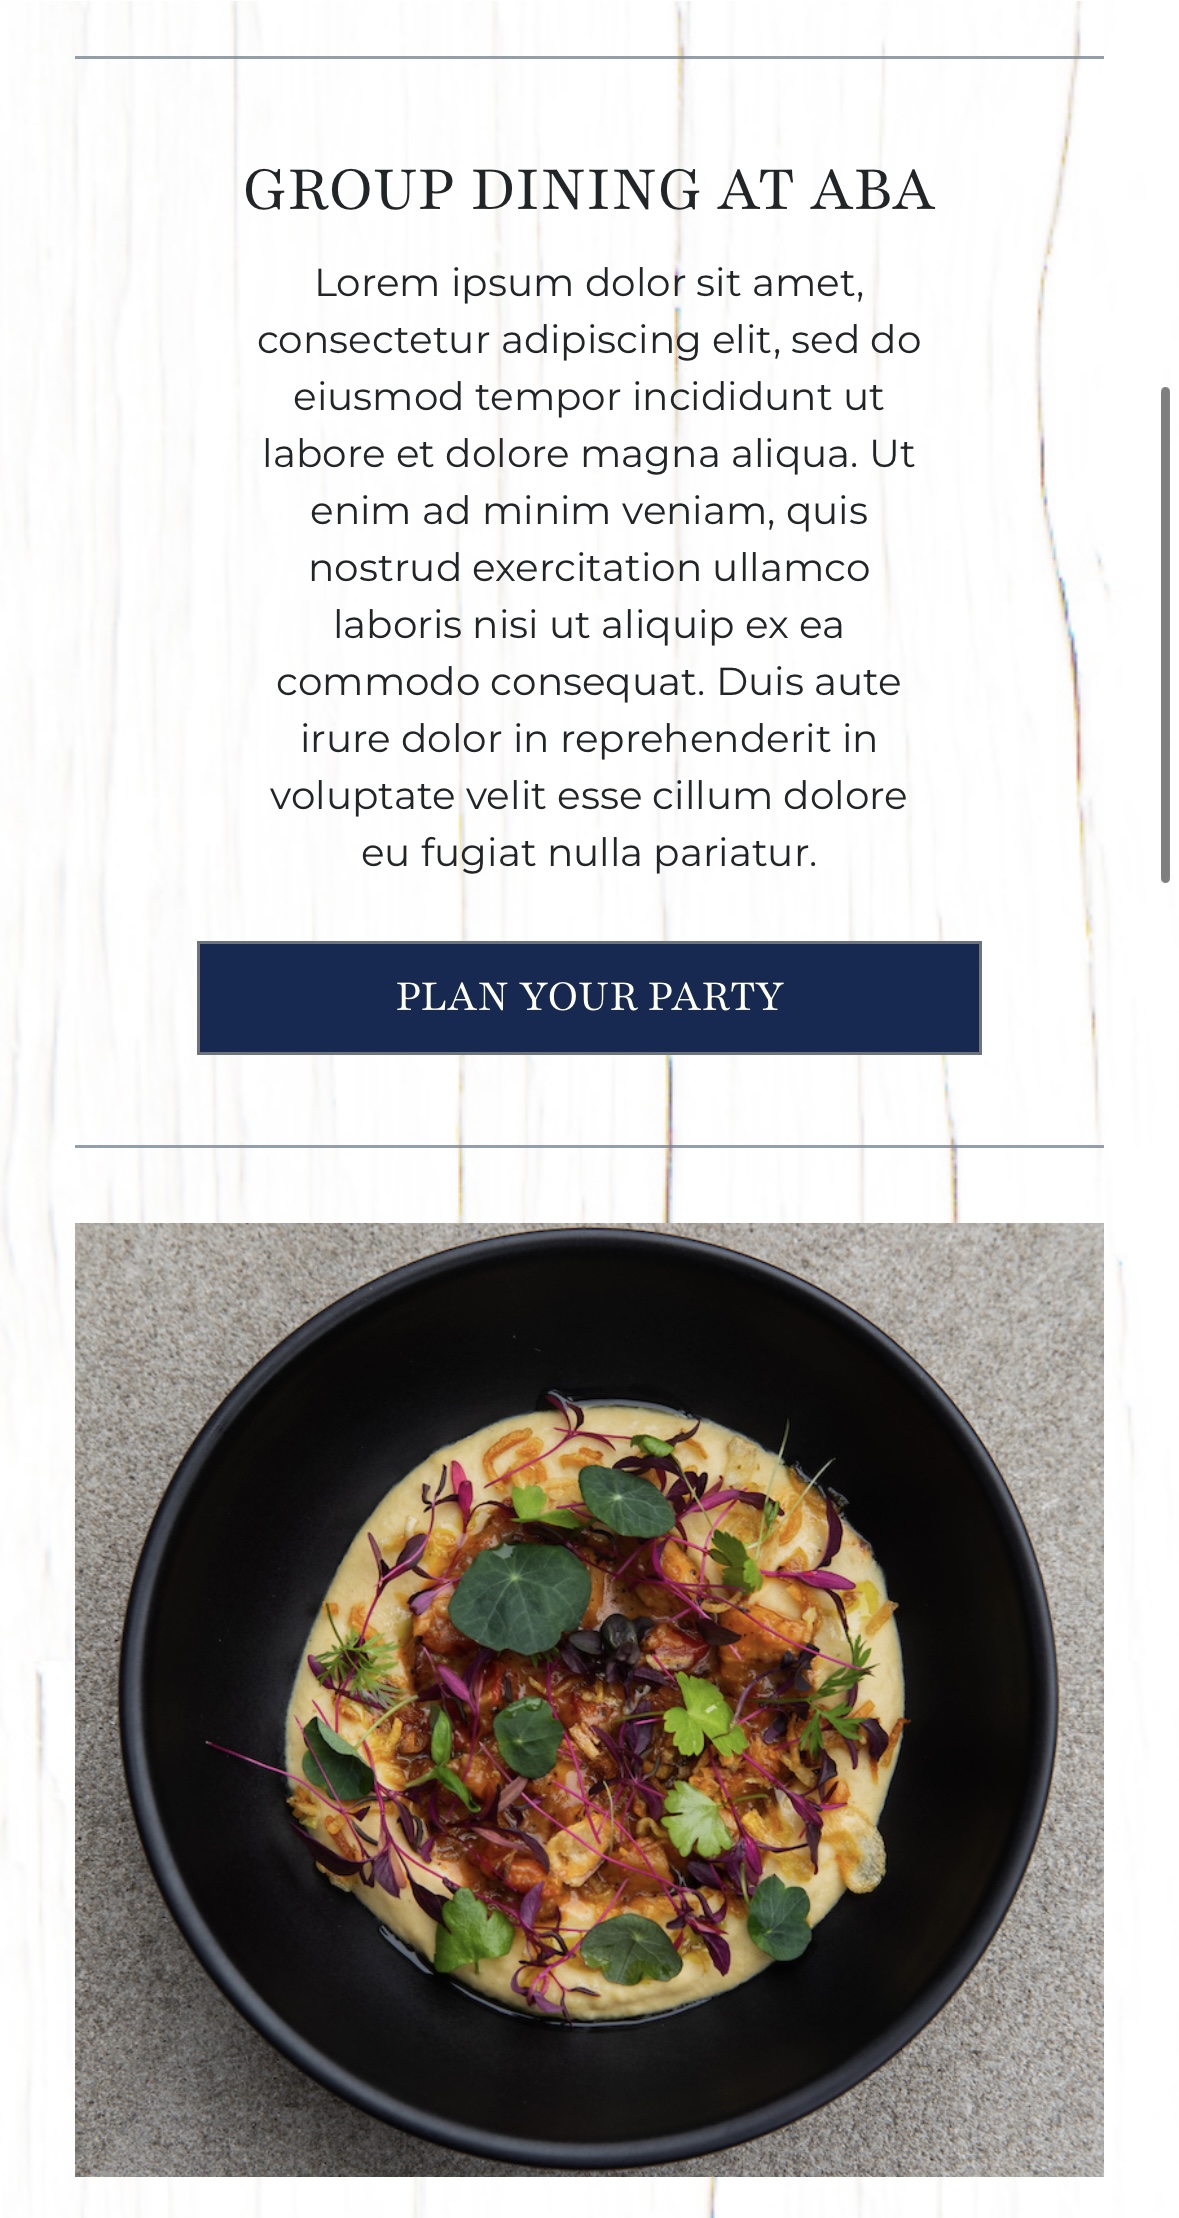 GROUP DINING AT ABA
Lorem ipsum dolor sit amet,
consectetur adipiscing elit, sed do
eiusmod tempor incididunt ut
labore et dolore magna aliqua. Ut
enim ad minim veniam, quis
nostrud exercitation ullamco
laboris nisi ut aliquip ex ea
commodo consequat. Duis aute
irure dolor in reprehenderit in
voluptate velit esse cillum dolore
eu fugiat nulla pariatur.
PLAN YOUR PARTY